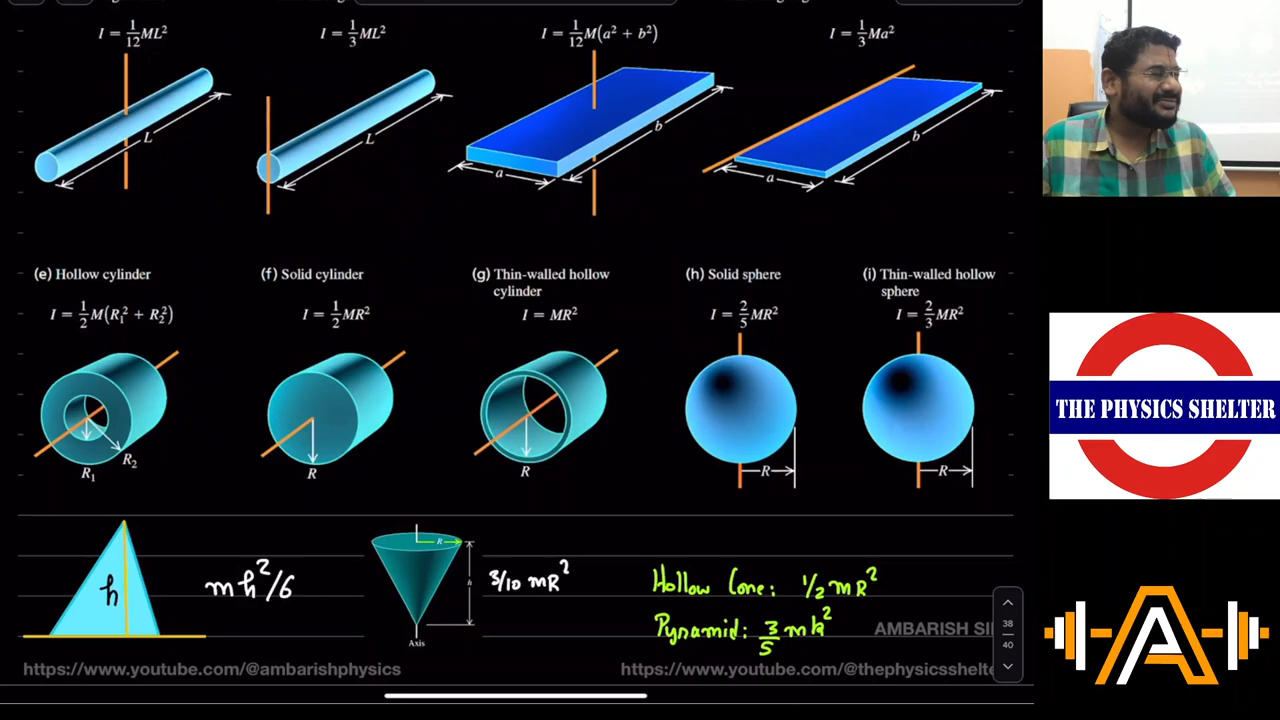 I = 1/12 ML²
I = 1/3 ML²
I = 1/12 M(a² + b²)
I = 1/3 Ma²
L
L
a
b
a
b
(e) Hollow cylinder
(f) Solid cylinder
(g) Thin-walled hollow
cylinder
(h) Solid sphere
(i) Thin-walled hollow
sphere
I = 1/2 M(R₁² + R₂²)
I = 1/2 MR²
I = MR²
I = 2/5 MR²
I = 2/3 MR²
R₁
R₂
R
R
R
R
h
mh²/6
R
h
Axis
3/10 mR²
Hollow Cone: 1/2 mR²
Pyramid: 3/5 m
AMBARISH SI
38
40
https://www.youtube.com/@ambarishphysics
https://www.youtube.com/@thephysicsshelte
THE PHYSICS SHELTER
A